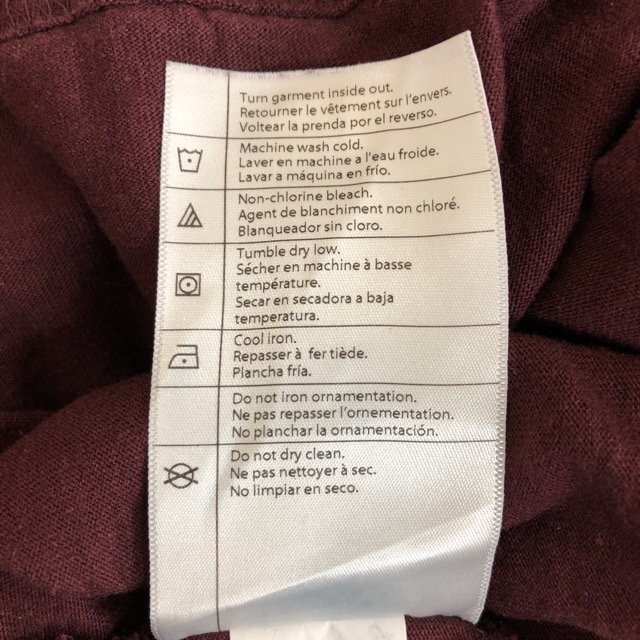 Turn garment inside out.
Retourner le vêtement sur l'envers.
Voltear la prenda por el reverso.
Machine wash cold.
Laver en machine a l'eau froide.
Lavar a máquina en frío.
Non-chlorine bleach.
Agent de blanchiment non chloré.
Blanqueador sin cloro.
Tumble dry low.
Sécher en machine à basse
température.
Secar en secadora a baja
temperatura.
Cool iron.
Repasser à fer tiède.
Plancha fría.
Do not iron ornamentation.
Ne pas repasser l'ornementation.
No planchar la ornamentación.
Do not dry clean.
Ne pas nettoyer à sec.
No limpiar en seco.